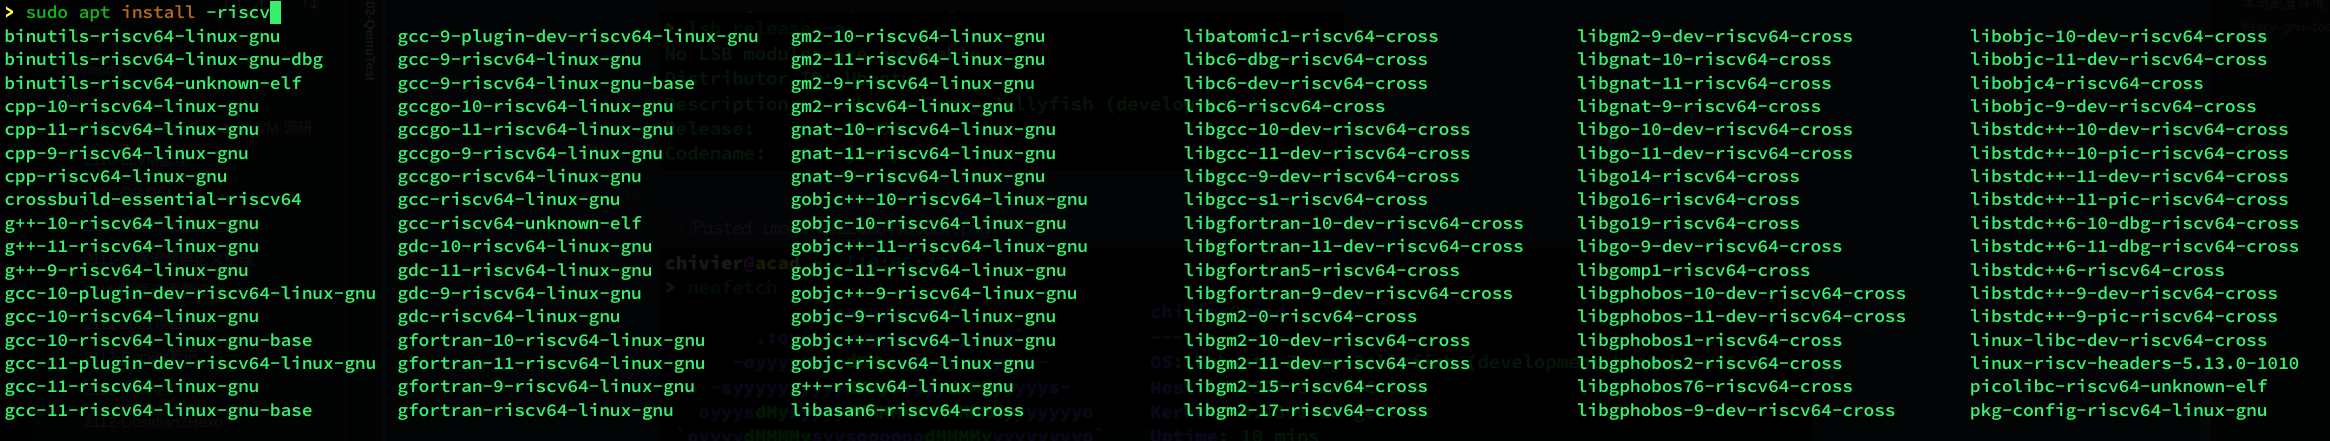 > sudo apt install -riscv
binutils-riscv64-linux-gnu gcc-9-plugin-dev-riscv64-linux-gnu gm2-10-riscv64-linux-gnu libatomic1-riscv64-cross libgm2-9-dev-riscv64-cross libobjc-10-dev-riscv64-cross
binutils-riscv64-linux-gnu-dbg gcc-9-riscv64-linux-gnu gm2-11-riscv64-linux-gnu libc6-dbg-riscv64-cross libgnat-10-riscv64-cross libobjc-11-dev-riscv64-cross
binutils-riscv64-unknown-elf gcc-9-riscv64-linux-gnu-base gm2-9-riscv64-linux-gnu libc6-dev-riscv64-cross libgnat-11-riscv64-cross libobjc4-riscv64-cross
cpp-10-riscv64-linux-gnu gccgo-10-riscv64-linux-gnu gm2-riscv64-linux-gnu libc6-riscv64-cross libgnat-9-riscv64-cross libobjc-9-dev-riscv64-cross
cpp-11-riscv64-linux-gnu gccgo-11-riscv64-linux-gnu gnat-10-riscv64-linux-gnu libgcc-10-dev-riscv64-cross libgo-10-dev-riscv64-cross libstdc++-10-dev-riscv64-cross
cpp-9-riscv64-linux-gnu gccgo-9-riscv64-linux-gnu gnat-11-riscv64-linux-gnu libgcc-11-dev-riscv64-cross libgo-11-dev-riscv64-cross libstdc++-10-pic-riscv64-cross
cpp-riscv64-linux-gnu gccgo-riscv64-linux-gnu gnat-9-riscv64-linux-gnu libgcc-9-dev-riscv64-cross libgo14-riscv64-cross libstdc++-11-dev-riscv64-cross
crossbuild-essential-riscv64 gcc-riscv64-linux-gnu gobjc++-10-riscv64-linux-gnu libgcc-s1-riscv64-cross libgo16-riscv64-cross libstdc++-11-pic-riscv64-cross
g++-10-riscv64-linux-gnu gcc-riscv64-unknown-elf gobjc-10-riscv64-linux-gnu libgfortran-10-dev-riscv64-cross libgo19-riscv64-cross libstdc++6-10-dbg-riscv64-cross
g++-11-riscv64-linux-gnu gdc-10-riscv64-linux-gnu gobjc++-11-riscv64-linux-gnu libgfortran-11-dev-riscv64-cross libgo-9-dev-riscv64-cross libstdc++6-11-dbg-riscv64-cross
g++-9-riscv64-linux-gnu gdc-11-riscv64-linux-gnu gobjc-11-riscv64-linux-gnu libgfortran5-riscv64-cross libgomp1-riscv64-cross libstdc++6-riscv64-cross
gcc-10-plugin-dev-riscv64-linux-gnu gdc-9-riscv64-linux-gnu gobjc++-9-riscv64-linux-gnu libgfortran-9-dev-riscv64-cross libgphobos-10-dev-riscv64-cross libstdc++-9-dev-riscv64-cross
gcc-10-riscv64-linux-gnu gdc-riscv64-linux-gnu gobjc-9-riscv64-linux-gnu libgm2-0-riscv64-cross libgphobos-11-dev-riscv64-cross libstdc++-9-pic-riscv64-cross
gcc-10-riscv64-linux-gnu-base gfortran-10-riscv64-linux-gnu gobjc++-riscv64-linux-gnu libgm2-10-dev-riscv64-cross libgphobos1-riscv64-cross linux-libc-dev-riscv64-cross
gcc-11-plugin-dev-riscv64-linux-gnu gfortran-11-riscv64-linux-gnu gobjc-riscv64-linux-gnu libgm2-11-dev-riscv64-cross libgphobos2-riscv64-cross linux-riscv-headers-5.13.0-1010
gcc-11-riscv64-linux-gnu gfortran-9-riscv64-linux-gnu g++-riscv64-linux-gnu libgm2-15-riscv64-cross libgphobos76-riscv64-cross picolibc-riscv64-unknown-elf
gcc-11-riscv64-linux-gnu-base gfortran-riscv64-linux-gnu libasan6-riscv64-cross libgm2-17-riscv64-cross libgphobos-9-dev-riscv64-cross pkg-config-riscv64-linux-gnu